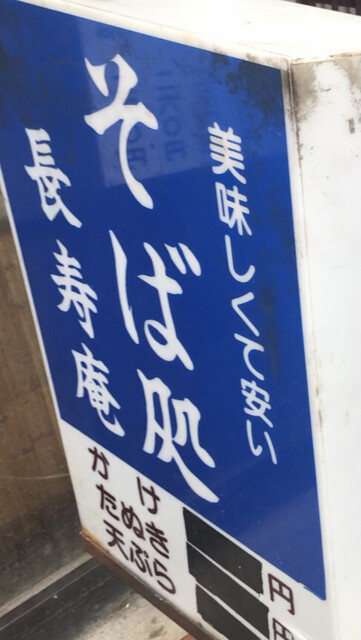 美味しくて安い
そば処
長寿庵
かけ 円
たぬき 円
天ぷら